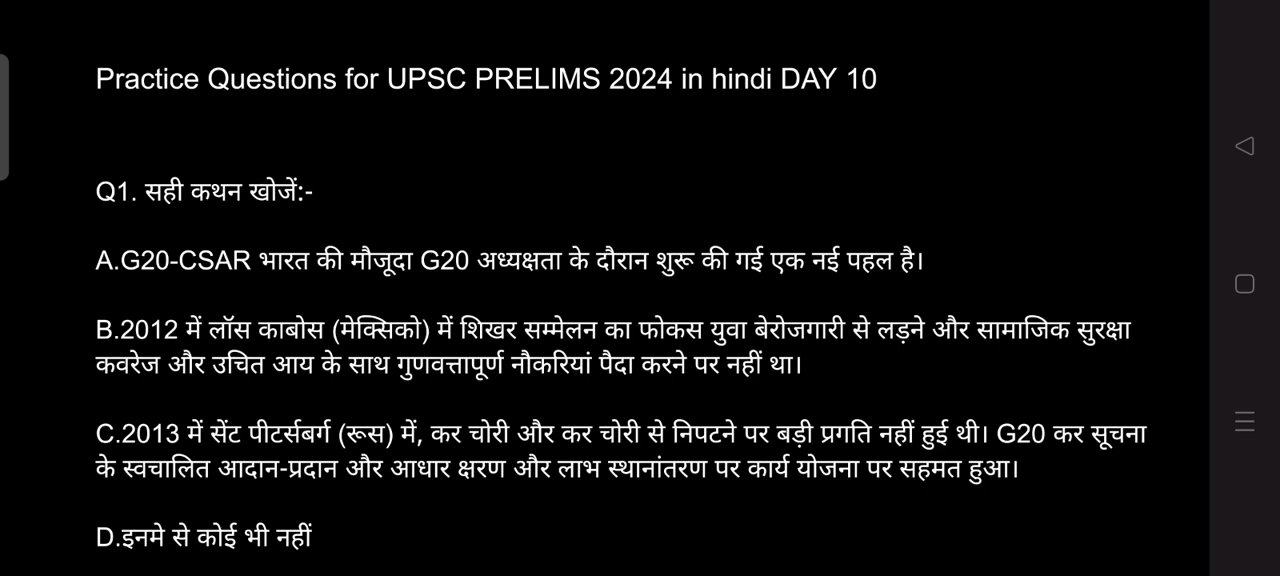 Practice Questions for UPSC PRELIMS 2024 in hindi DAY 10
Q1. सही कथन खोजें:-
A.G20-CSAR भारत की मौजूदा G20 अध्यक्षता के दौरान शुरू की गई एक नई पहल है।
B.2012 में लॉस काबोस (मेक्सिको) में शिखर सम्मेलन का फोकस युवा बेरोजगारी से लड़ने और सामाजिक सुरक्षा
कवरेज और उचित आय के साथ गुणवत्तापूर्ण नौकरियां पैदा करने पर नहीं था।
C.2013 में सेंट पीटर्सबर्ग (रूस) में, कर चोरी और कर चोरी से निपटने पर बड़ी प्रगति नहीं हुई थी। G20 कर सूचना
के स्वचालित आदान-प्रदान और आधार क्षरण और लाभ स्थानांतरण पर कार्य योजना पर सहमत हुआ।
D.इनमे से कोई भी नहीं